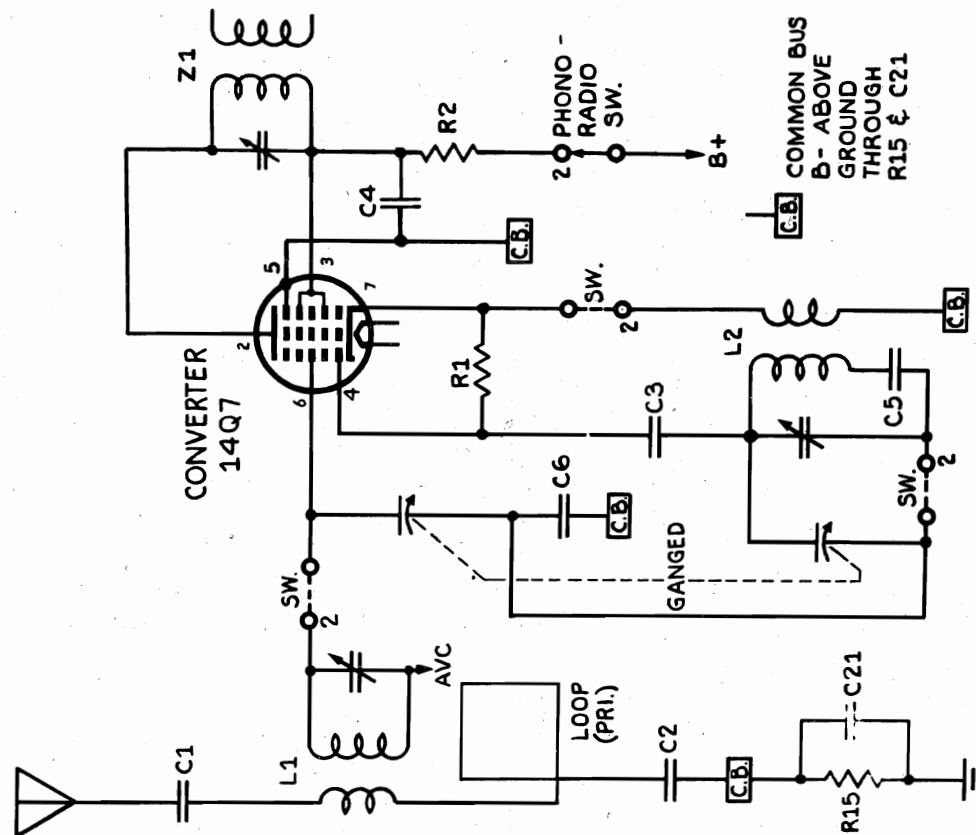 Z1
CONVERTER
14Q7
2
5
3
6
4
7
C4
R2
2
PHONO-
RADIO
SW.
B+
C.B.
C.B.
COMMON BUS
B- ABOVE
GROUND
THROUGH
R15 & C21
R1
SW.
2
L2
C.B.
C3
C5
SW.
2
C6
C.B.
GANGED
SW.
2
AVC
L1
C1
LOOP
(PRI.)
C2
C.B.
C21
R15